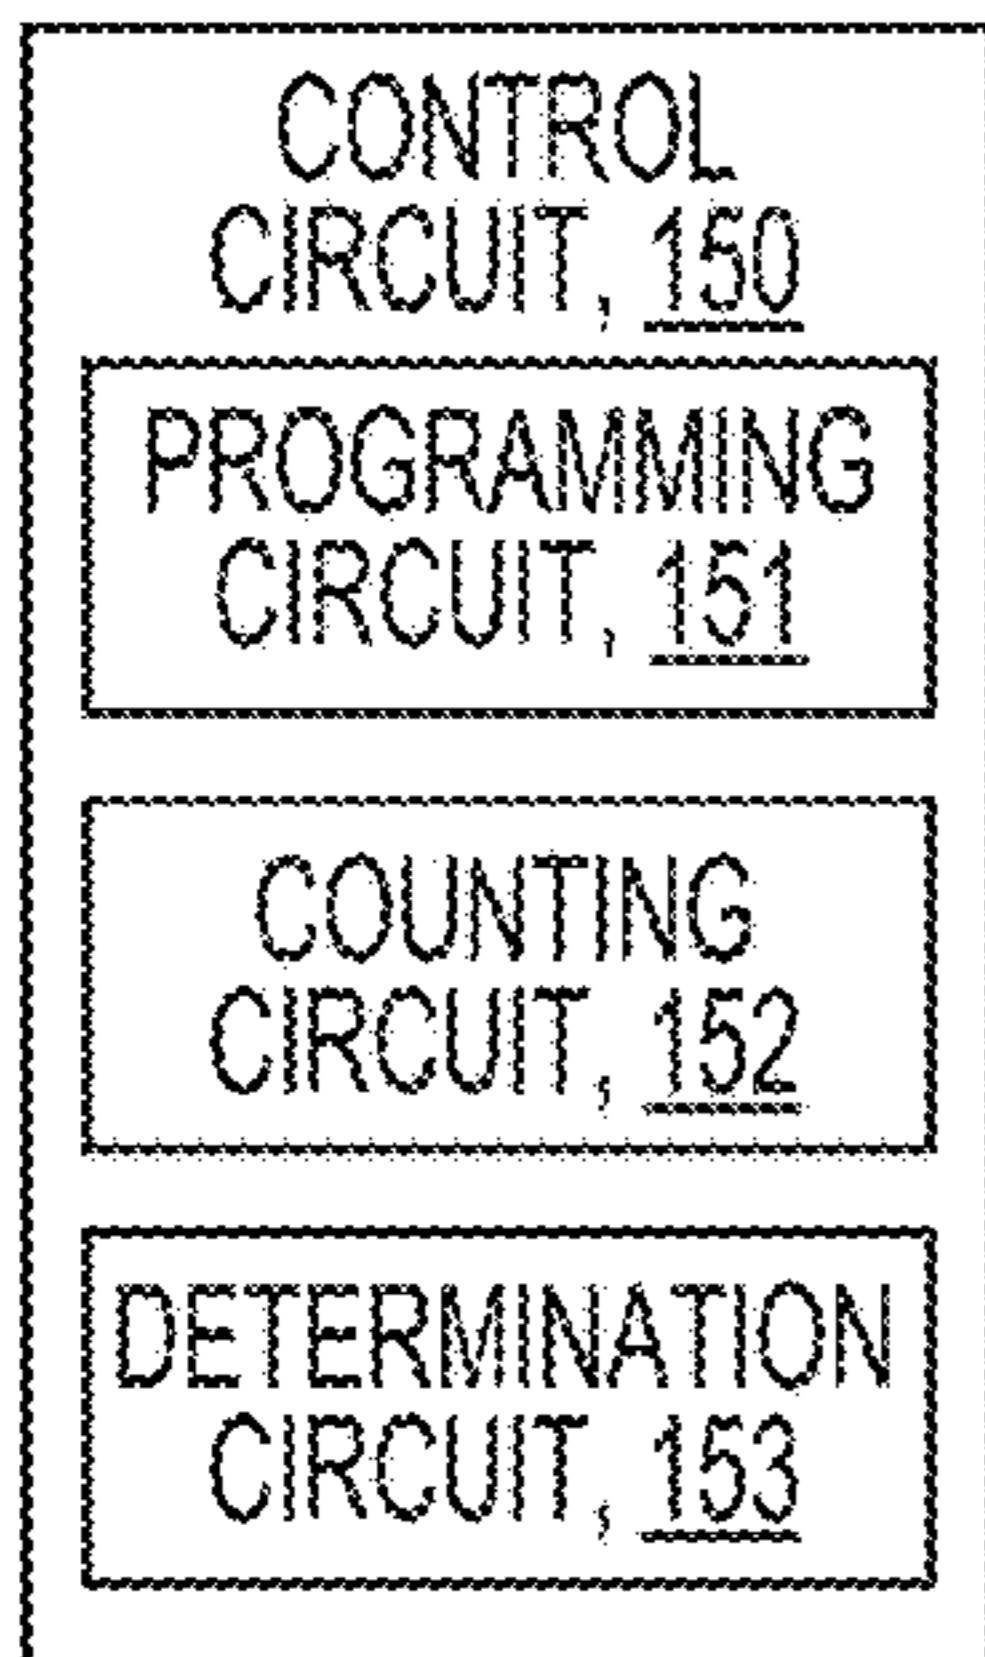 CONTROL
CIRCUIT, 150
PROGRAMMING
CIRCUIT, 151
COUNTING
CIRCUIT, 152
DETERMINATION
CIRCUIT, 153